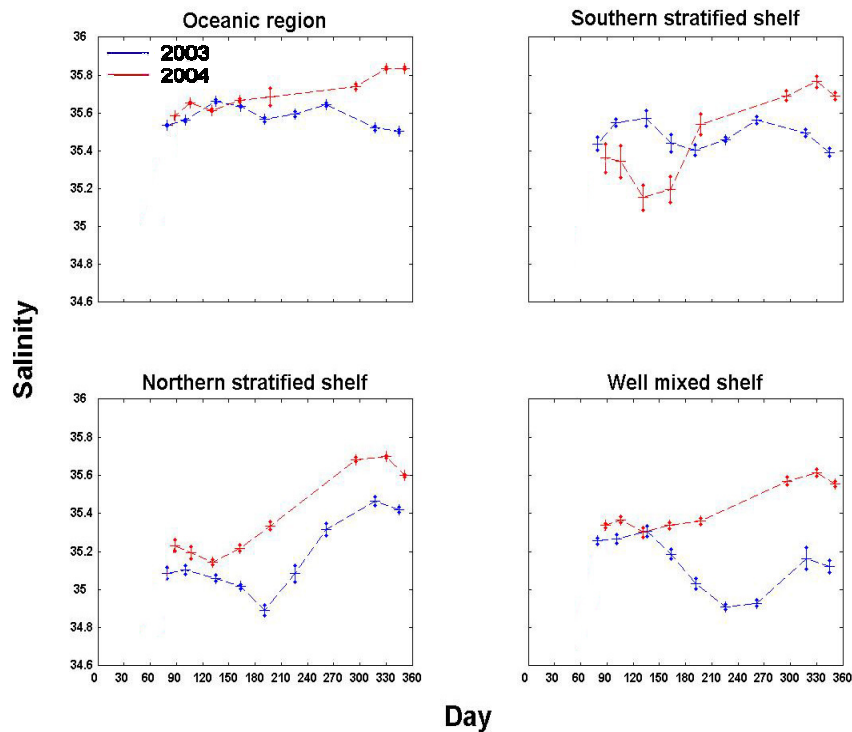 Oceanic region
Southern stratified shelf
36
35.8
35.6
35.4
35.2
35
34.8
34.6
2003
2004
Salinity
Northern stratified shelf
Well mixed shelf
36
35.8
35.6
35.4
35.2
35
34.8
34.6
0 30 60 90 120 150 180 210 240 270 300 330 360
0 30 60 90 120 150 180 210 240 270 300 330 360
Day